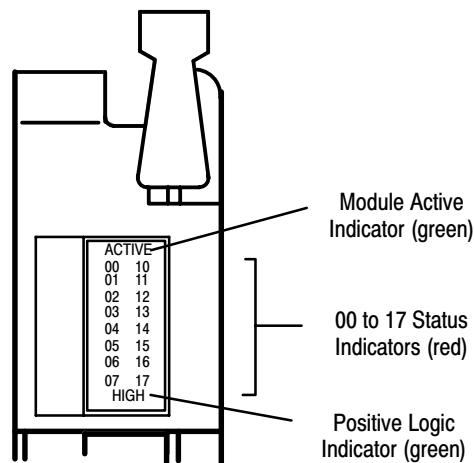 ACTIVE
00 10
01 11
02 12
03 13
04 14
05 15
06 16
07 17
HIGH
Module Active
Indicator (green)
00 to 17 Status
Indicators (red)
Positive Logic
Indicator (green)